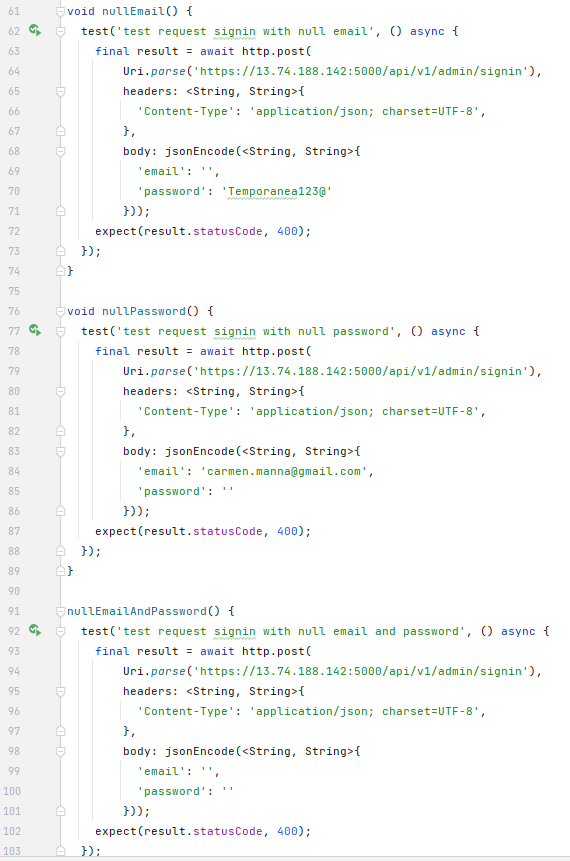 61 void nullEmail() {
62 test('test request signin with null email', () async {
63 final result = await http.post(
64 Uri.parse('https://13.74.188.142:5000/api/v1/admin/signin'),
65 headers: <String, String>{
66 'Content-Type': 'application/json; charset=UTF-8',
67 },
68 body: jsonEncode(<String, String>{
69 'email': '',
70 'password': 'Temporanea123@'
71 }));
72 expect(result.statusCode, 400);
73 });
74 }
75
76 void nullPassword() {
77 test('test request signin with null password', () async {
78 final result = await http.post(
79 Uri.parse('https://13.74.188.142:5000/api/v1/admin/signin'),
80 headers: <String, String>{
81 'Content-Type': 'application/json; charset=UTF-8',
82 },
83 body: jsonEncode(<String, String>{
84 'email': 'carmen.manna@gmail.com',
85 'password': ''
86 }));
87 expect(result.statusCode, 400);
88 });
89 }
90
91 nullEmailAndPassword() {
92 test('test request signin with null email and password', () async {
93 final result = await http.post(
94 Uri.parse('https://13.74.188.142:5000/api/v1/admin/signin'),
95 headers: <String, String>{
96 'Content-Type': 'application/json; charset=UTF-8',
97 },
98 body: jsonEncode(<String, String>{
99 'email': '',
100 'password': ''
101 }));
102 expect(result.statusCode, 400);
103 });